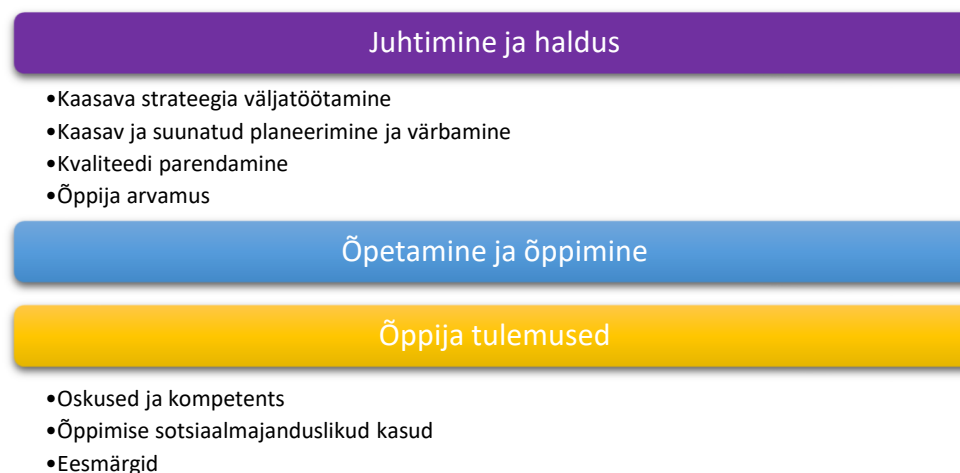 Juhtimine ja haldus
•Kaasava strateegia väljatöötamine
•Kaasav ja suunatud planeerimine ja värbamine
•Kvaliteedi parendamine
•Õppija arvamus
Õpetamine ja õppimine
Õppija tulemused
•Oskused ja kompetents
•Õppimise sotsiaalmajanduslikud kasud
•Eesmärgid